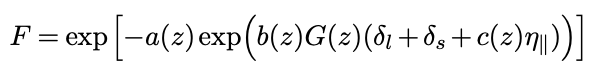 F = exp[−a(z) exp(b(z)G(z)(δ_l + δ_s + c(z)η_∥))]